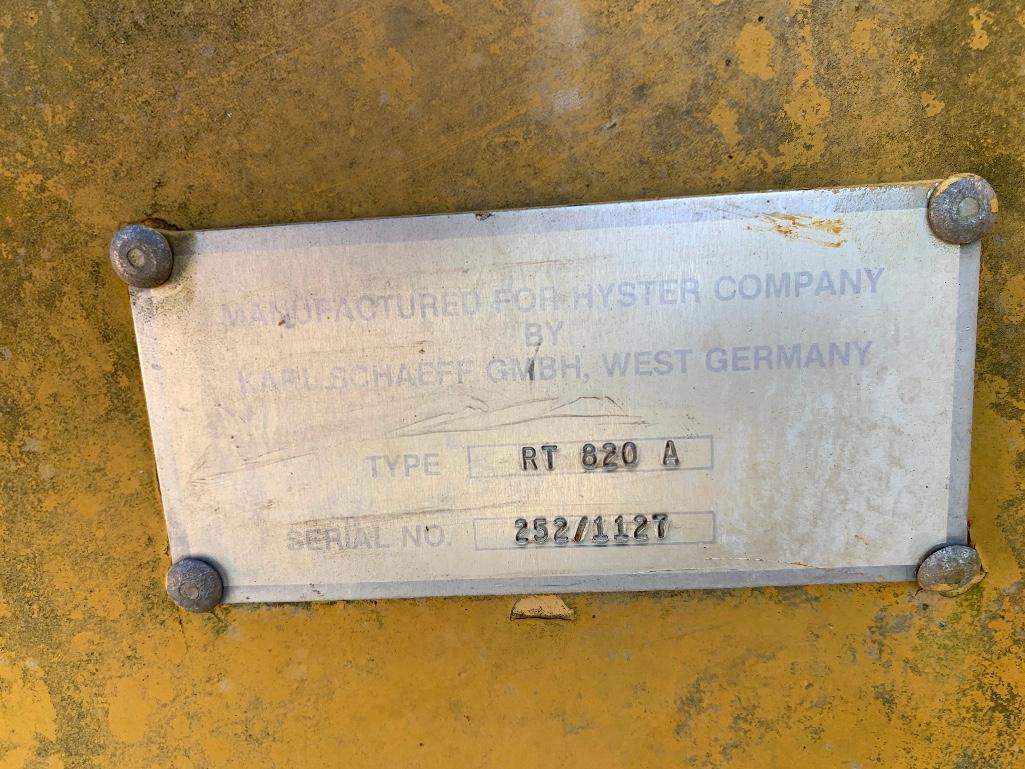 MANUFACTURED FOR HYSTER COMPANY
BY
KARL SCHAEFF GMBH, WEST GERMANY
TYPE RT 820 A
SERIAL NO. 252/1127